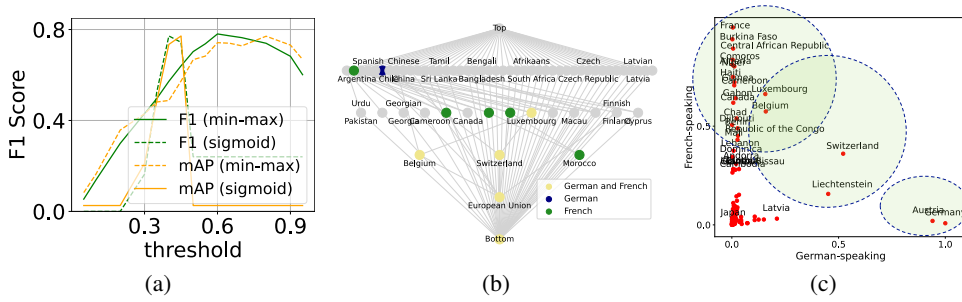 F1 Score
0.8
0.4
0.0
0.3
0.6
0.9
threshold
F1 (min-max)
F1 (sigmoid)
mAP (min-max)
mAP (sigmoid)
(a)
Top
Spanish Chinese Tamil Bengali Afrikaans Czech Latvian
Argentina Chile China Sri Lanka Bangladesh South Africa Czech Republic Latvia
Urdu Georgian Finnish
Pakistan Georgia Cameroon Canada Luxembourg Macau Finland Cyprus
Belgium Switzerland Morocco
European Union
Bottom
German and French
German
French
(b)
French-speaking
0.0
France
Burkina Faso
Central African Republic
Comoros
Haiti
Cameroon
Gabon
Canada
Luxembourg
Belgium
Chad
Republic of the Congo
Mali
Lebanon
Dominica
Switzerland
Liechtenstein
Japan
Latvia
Austria
Germany
0.0
0.5
1.0
German-speaking
(c)